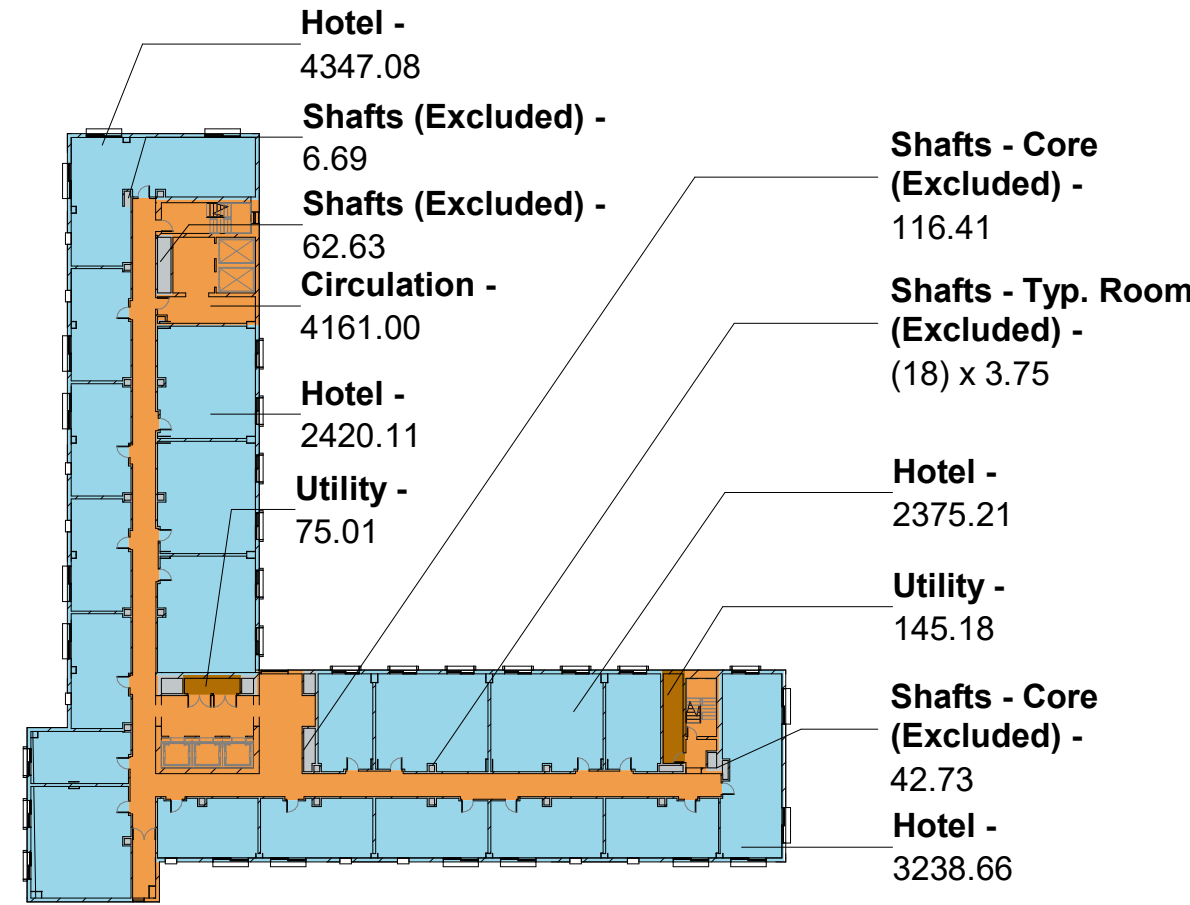 Hotel -
4347.08
Shafts (Excluded) -
6.69
Shafts (Excluded) -
62.63
Circulation -
4161.00
Hotel -
2420.11
Utility -
75.01
Shafts - Core
(Excluded) -
116.41
Shafts - Typ. Room
(Excluded) -
(18) x 3.75
Hotel -
2375.21
Utility -
145.18
Shafts - Core
(Excluded) -
42.73
Hotel -
3238.66